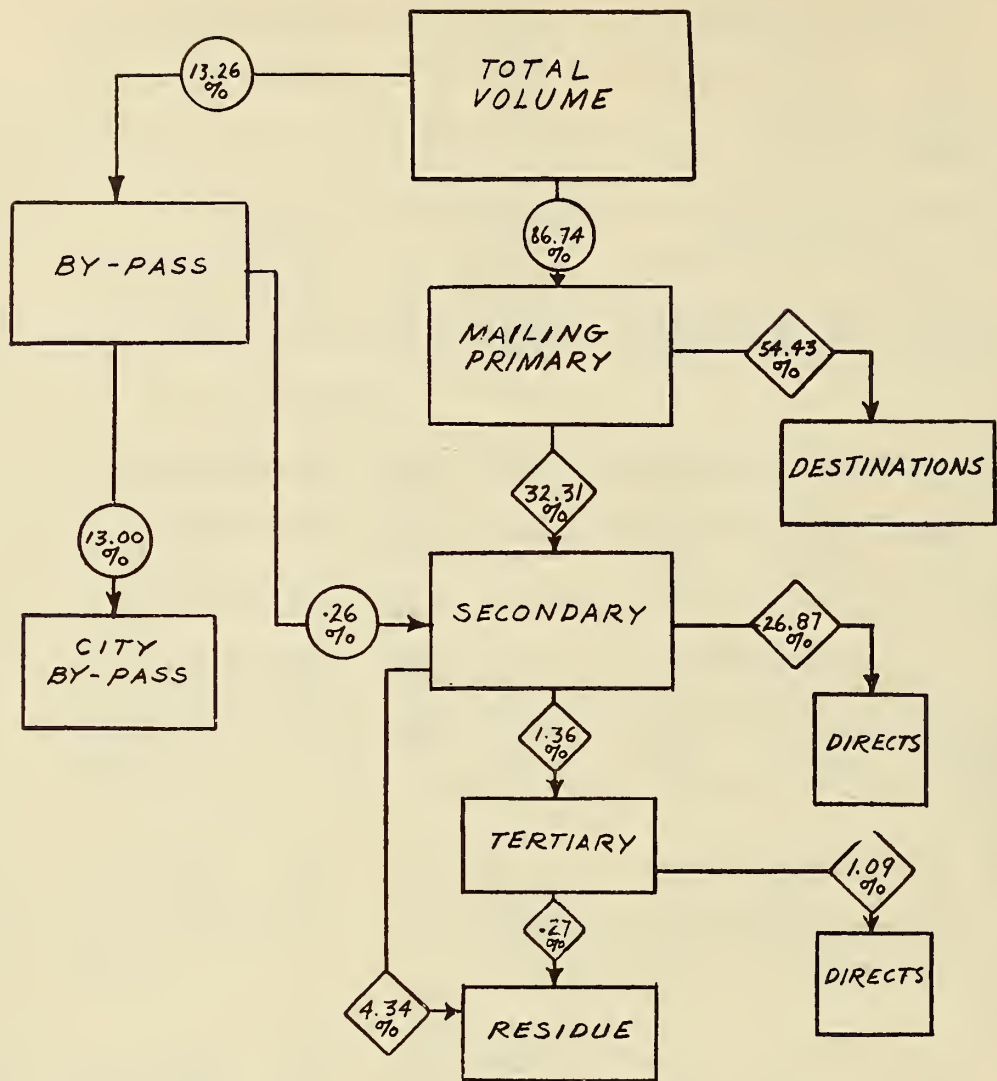 TOTAL
VOLUME
13.26
%
86.74
%
BY-PASS
MAILING
PRIMARY
54.43
%
DESTINATIONS
32.31
%
13.00
%
.26
%
SECONDARY
26.87
%
CITY
BY-PASS
1.36
%
DIRECTS
TERTIARY
1.09
%
.27
%
DIRECTS
4.34
%
RESIDUE